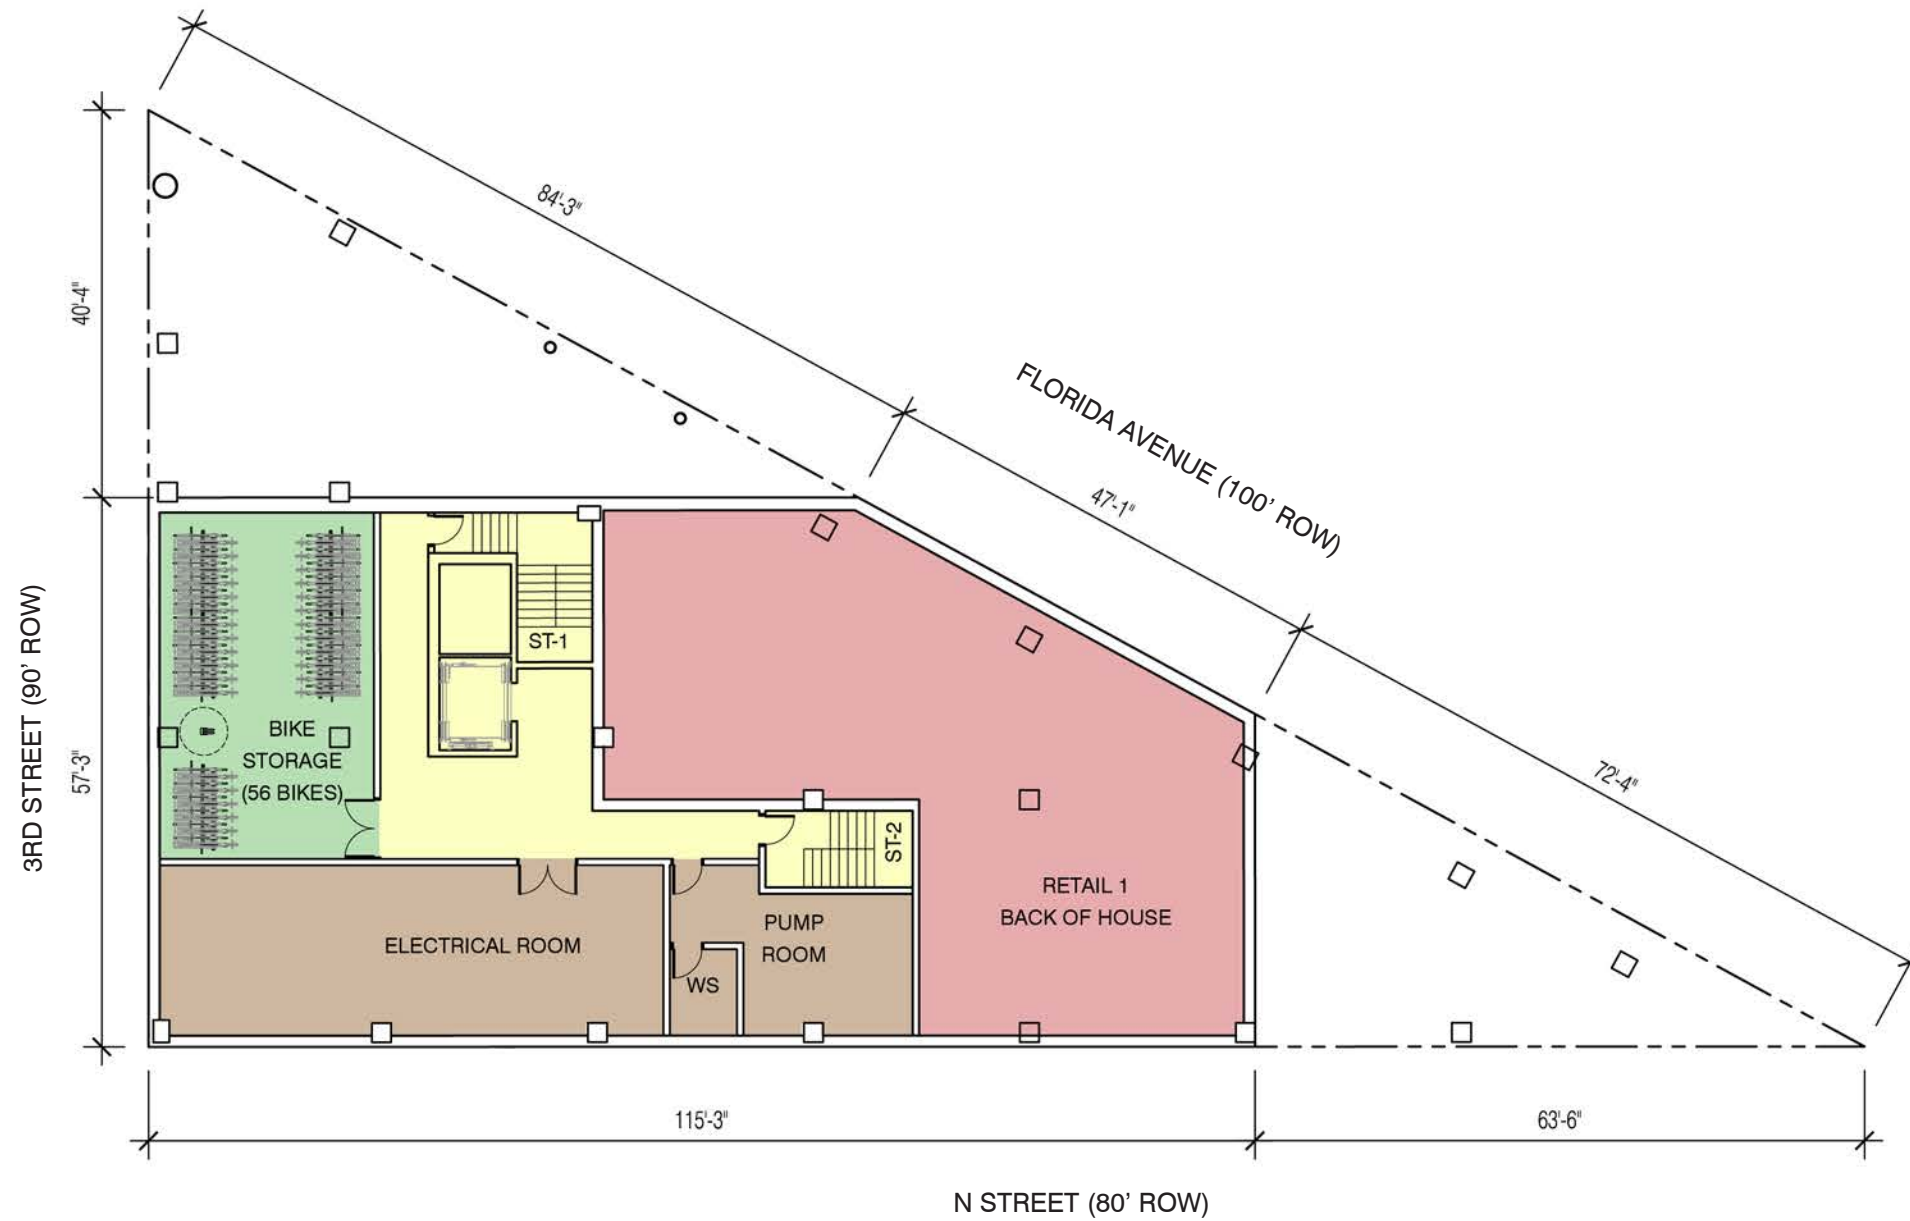 84'-3"
40'-4"
FLORIDA AVENUE (100' ROW)
47'-1"
ST-1
3RD STREET (90' ROW)
57'-3"
BIKE
STORAGE
(56 BIKES)
72'-4"
ST-2
RETAIL 1
BACK OF HOUSE
ELECTRICAL ROOM
PUMP
ROOM
WS
115'-3"
63'-6"
N STREET (80' ROW)